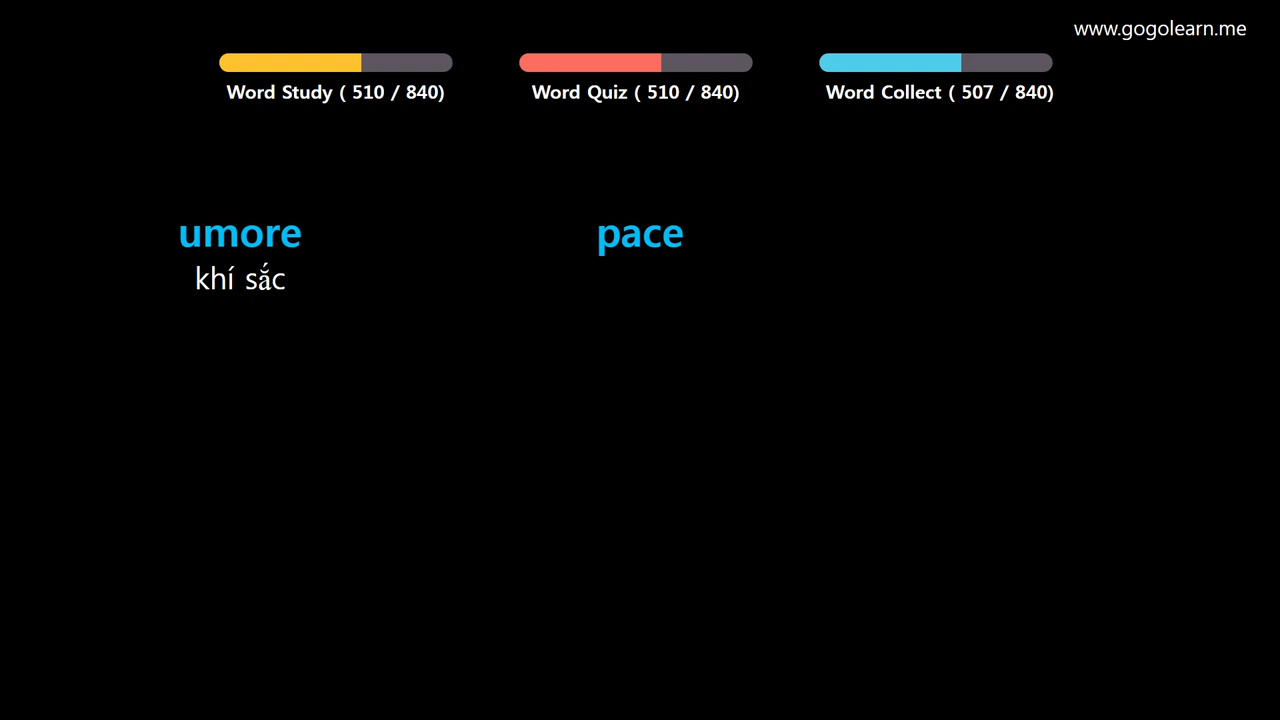 www.gogolearn.me
Word Study ( 510 / 840)
Word Quiz ( 510 / 840)
Word Collect ( 507 / 840)
umore
khí sắc
pace